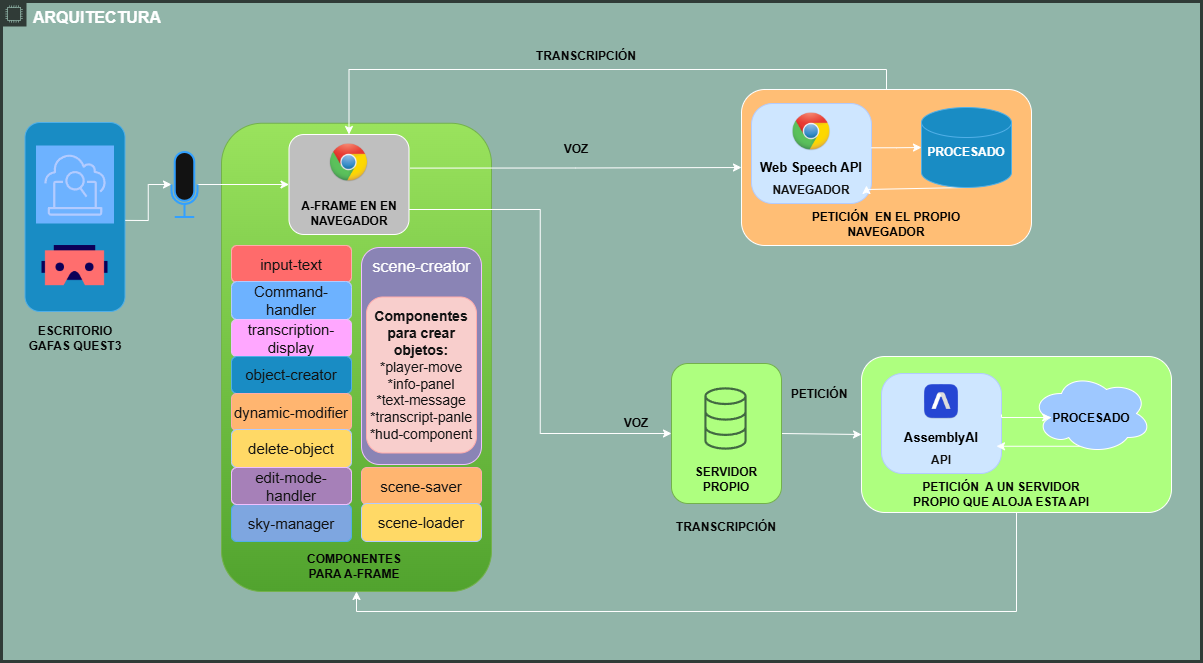 ARQUITECTURA
TRANSCRIPCIÓN
ESCRITORIO
GAFAS QUEST3
A-FRAME EN EN
NAVEGADOR
input-text
Command-
handler
transcription-
display
object-creator
dynamic-modifier
delete-object
edit-mode-
handler
sky-manager
scene-creator
Componentes
para crear
objetos:
*player-move
*info-panel
*text-message
*transcript-panle
*hud-component
scene-saver
scene-loader
COMPONENTES
PARA A-FRAME
VOZ
Web Speech API
NAVEGADOR
PROCESADO
PETICIÓN EN EL PROPIO
NAVEGADOR
VOZ
SERVIDOR
PROPIO
TRANSCRIPCIÓN
PETICIÓN
AssemblyAI
API
PROCESADO
PETICIÓN A UN SERVIDOR
PROPIO QUE ALOJA ESTA API